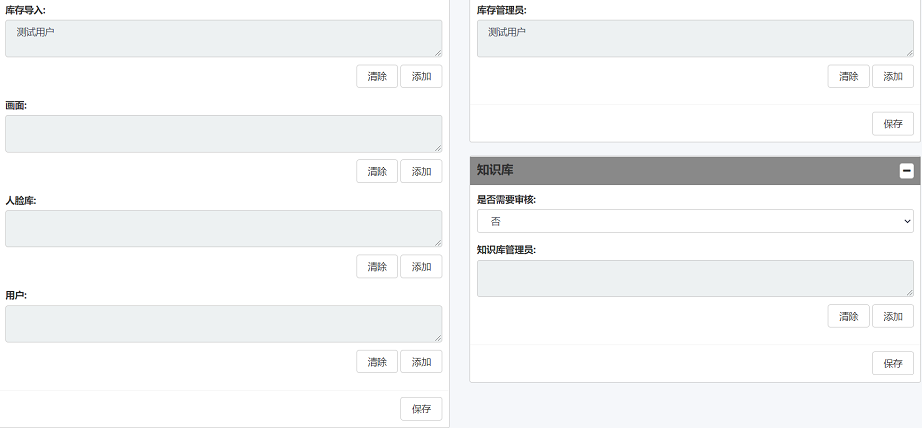 库存导入:
测试用户
清除 添加
画面:
清除 添加
人脸库:
清除 添加
用户:
清除 添加
保存
库存管理员:
测试用户
清除 添加
保存
知识库
是否需要审核:
否
知识库管理员:
清除 添加
保存